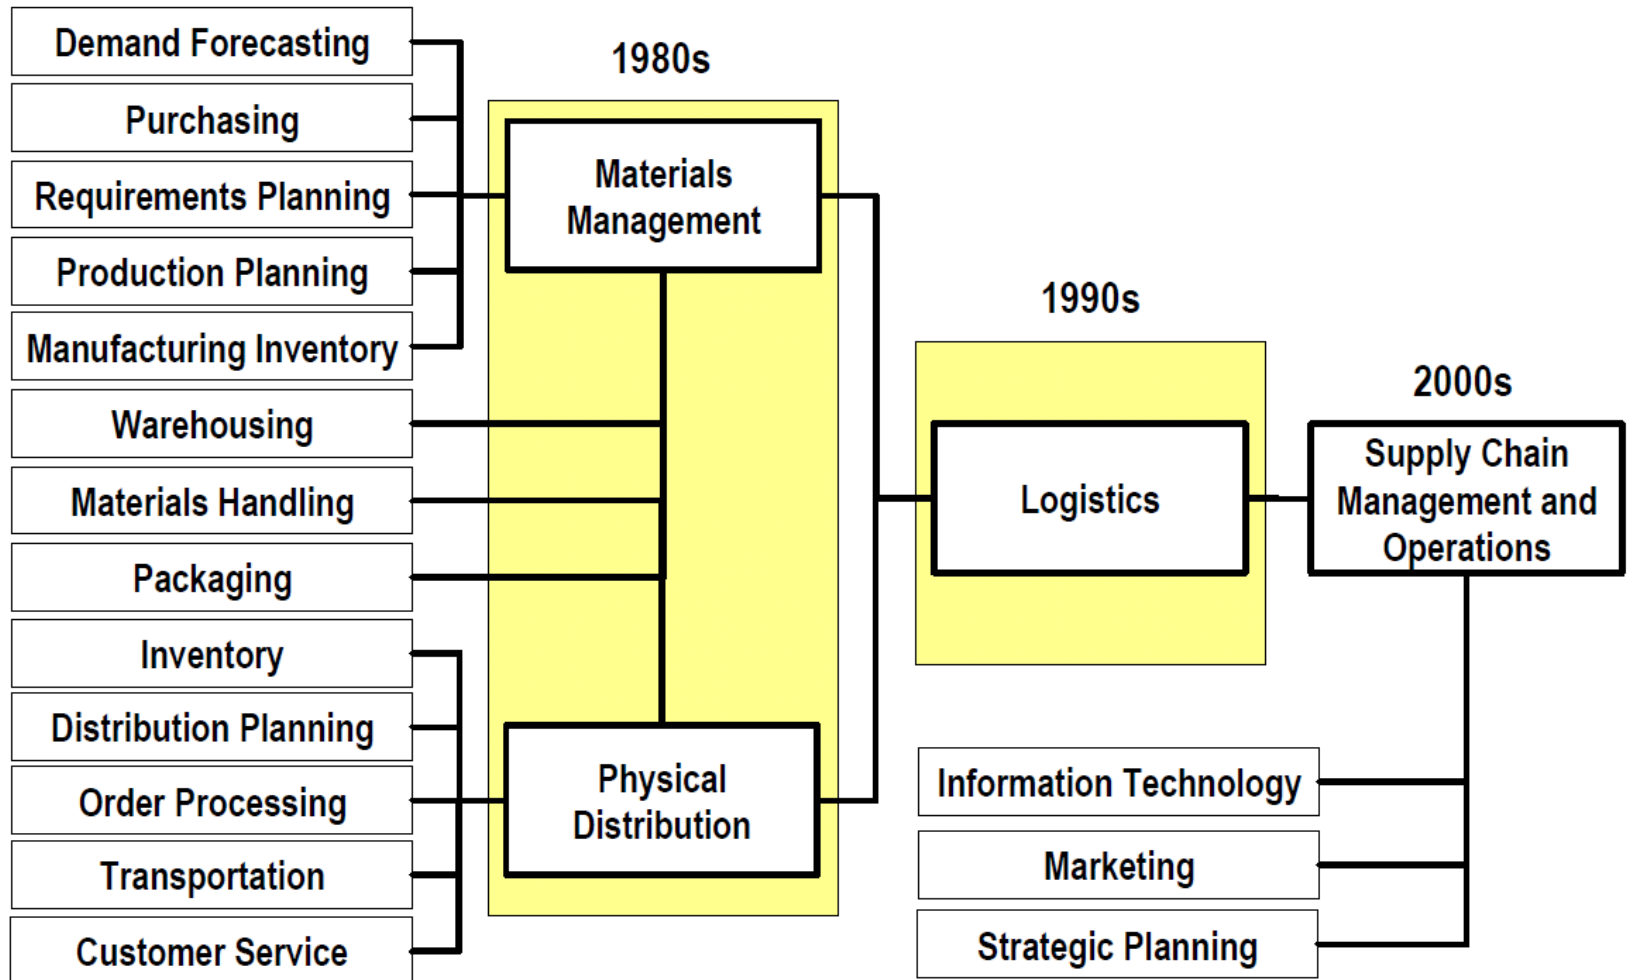 Demand Forecasting
Purchasing
Requirements Planning
Production Planning
Manufacturing Inventory
Warehousing
Materials Handling
Packaging
Inventory
Distribution Planning
Order Processing
Transportation
Customer Service
1980s
Materials
Management
Physical
Distribution
1990s
Logistics
2000s
Supply Chain
Management and
Operations
Information Technology
Marketing
Strategic Planning